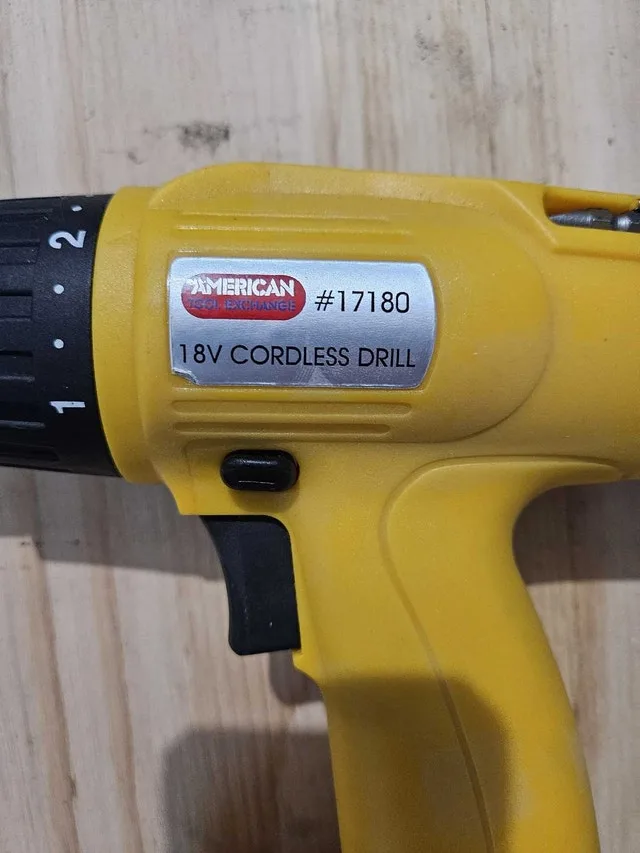 2
1
AMERICAN
TOOL EXCHANGE
#17180
18V CORDLESS DRILL